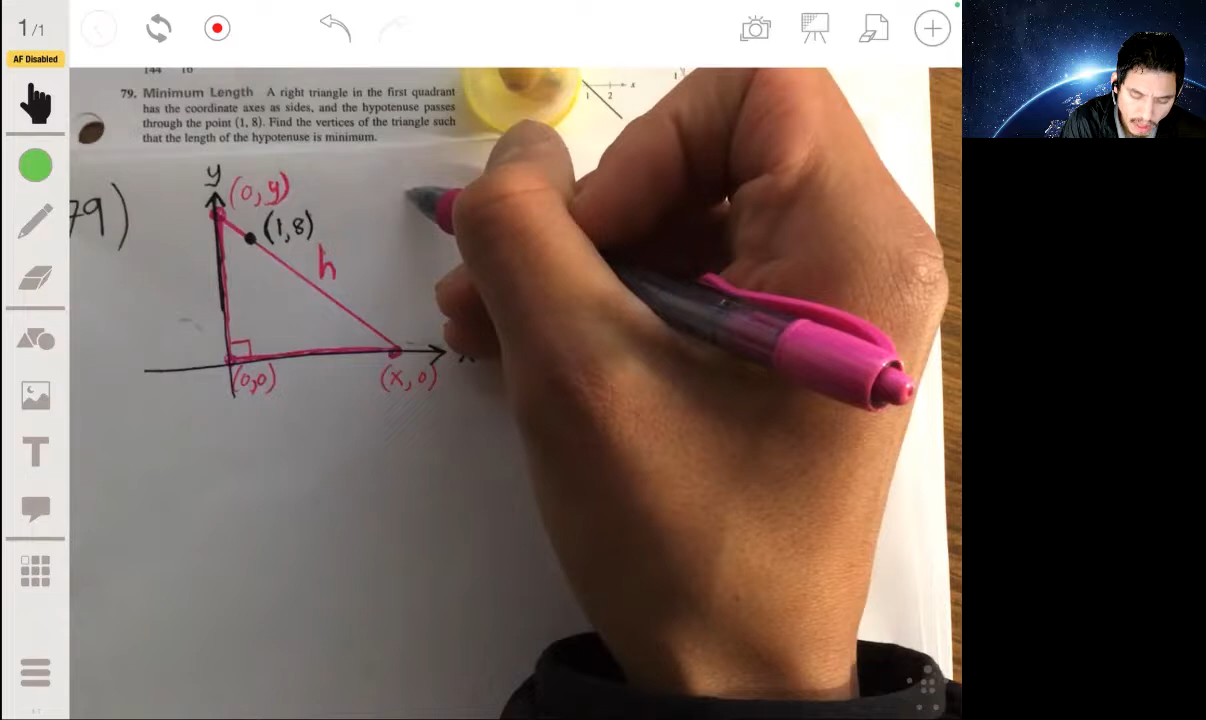 1/1
AF Disabled
144 16
79. Minimum Length A right triangle in the first quadrant
has the coordinate axes as sides, and the hypotenuse passes
through the point (1, 8). Find the vertices of the triangle such
that the length of the hypotenuse is minimum.
1 2 x
79)
y
(0,y)
(1,8)
h
(0,0)
(x,0)
T